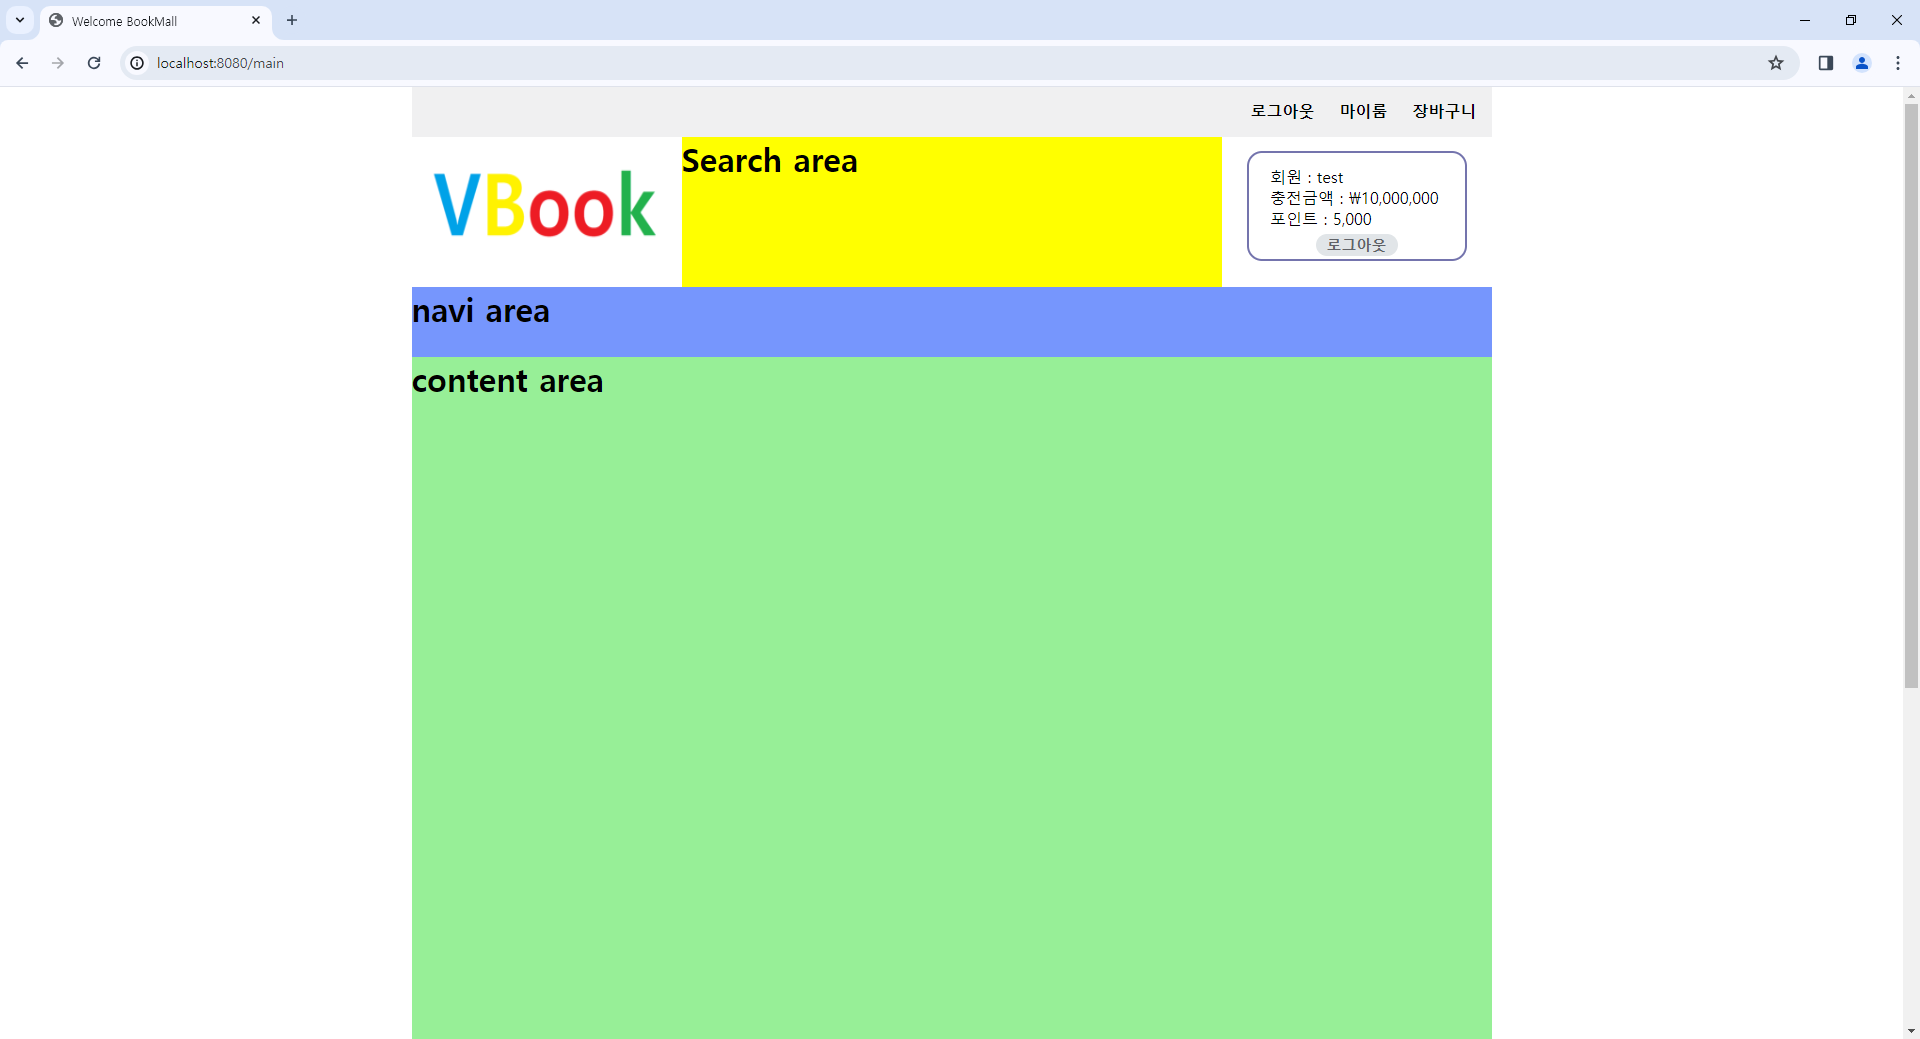 Welcome BookMall
localhost:8080/main
로그아웃 마이룸 장바구니
VBook
Search area
회원 : test
충전금액 : ₩10,000,000
포인트 : 5,000
로그아웃
navi area
content area